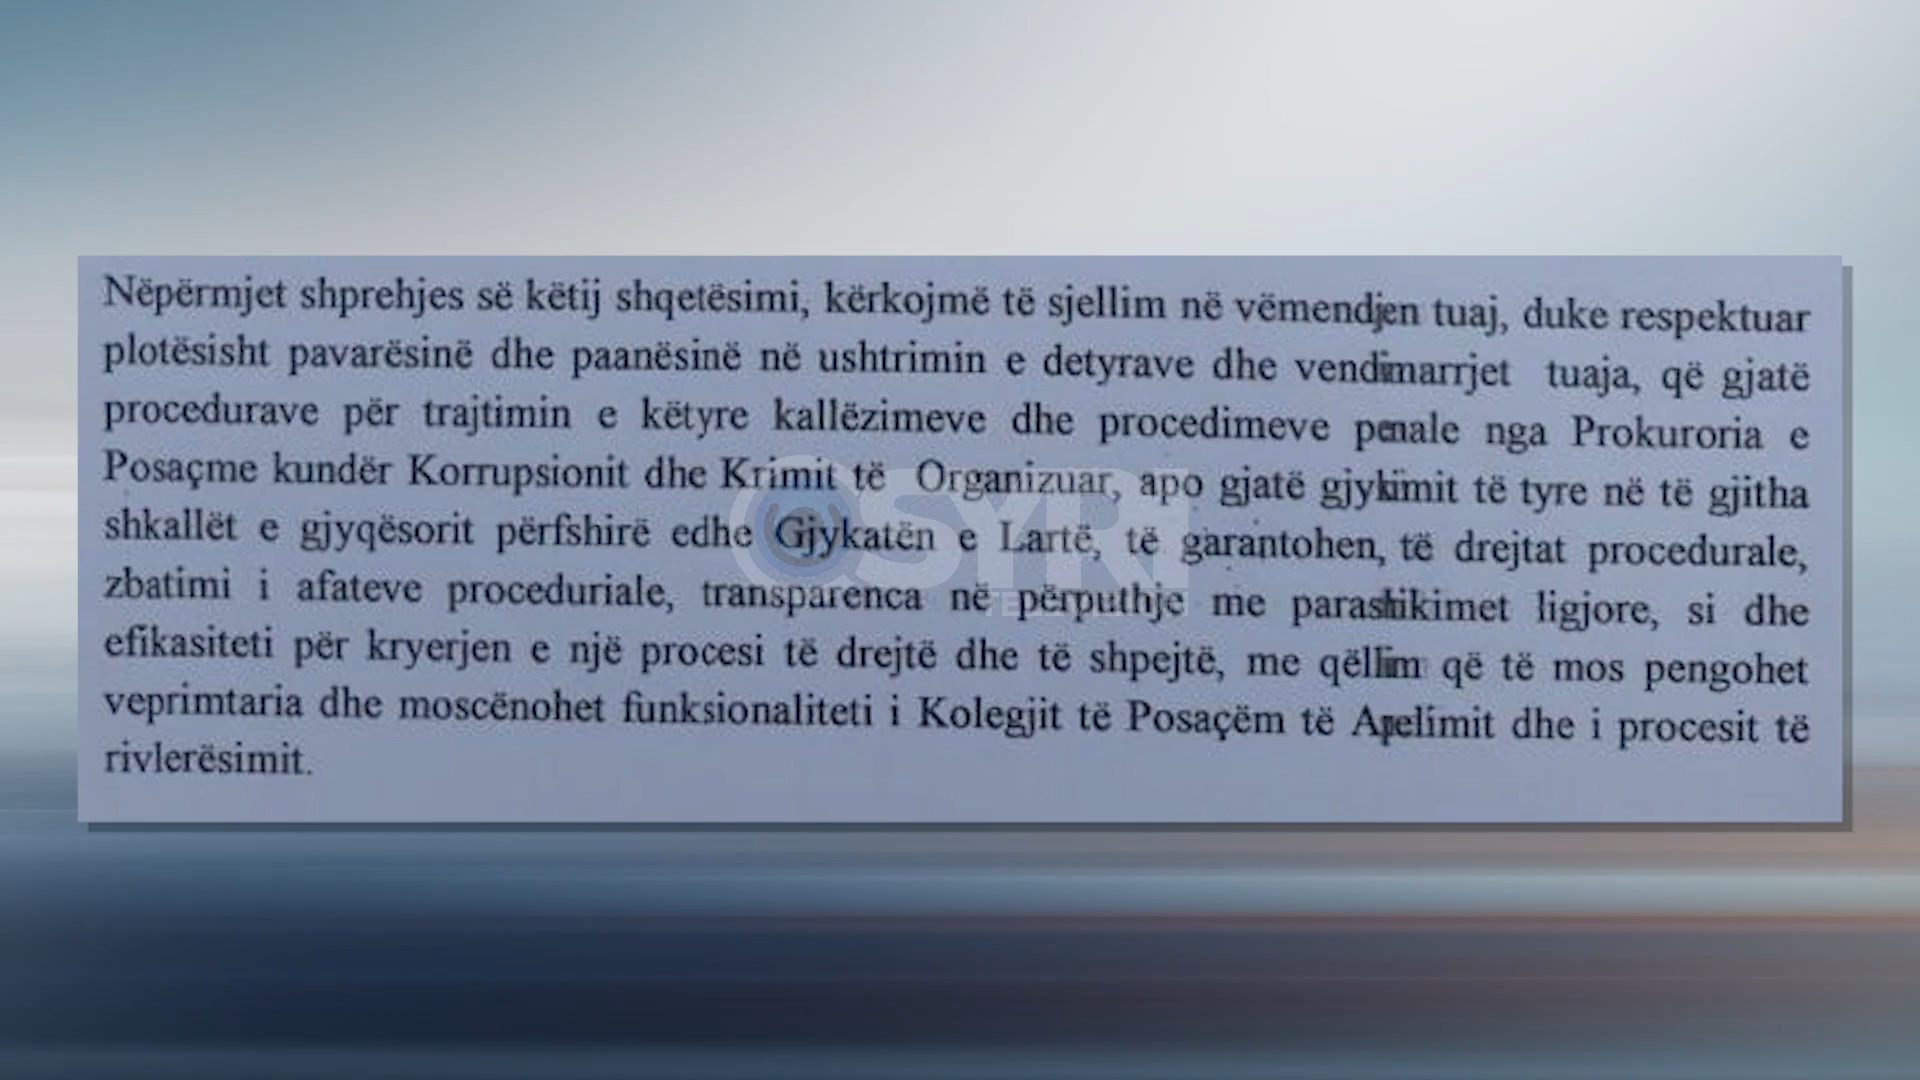 Nëpërmjet shprehjes së këtij shqetësimi, kërkojmë të sjellim në vëmendjen tuaj, duke respektuar
plotësisht pavarësinë dhe paanësinë në ushtrimin e detyrave dhe vendimarrjet tuaja, që gjatë
procedurave për trajtimin e këtyre kallëzimeve dhe procedimeve penale nga Prokuroria e
Posaçme kundër Korrupsionit dhe Krimit të Organizuar, apo gjatë gjykimit të tyre në të gjitha
shkallët e gjyqësorit përfshirë edhe Gjykatën e Lartë, të garantohen, të drejtat procedurale,
zbatimi i afateve proceduriale, transparenca në përputhje me parashikimet ligjore, si dhe
efikasiteti për kryerjen e një procesi të drejtë dhe të shpejtë, me qëllim që të mos pengohet
veprimtaria dhe moscënohet funksionaliteti i Kolegjit të Posaçëm të Apelimit dhe i procesit të
rivlerësimit.
SYRI